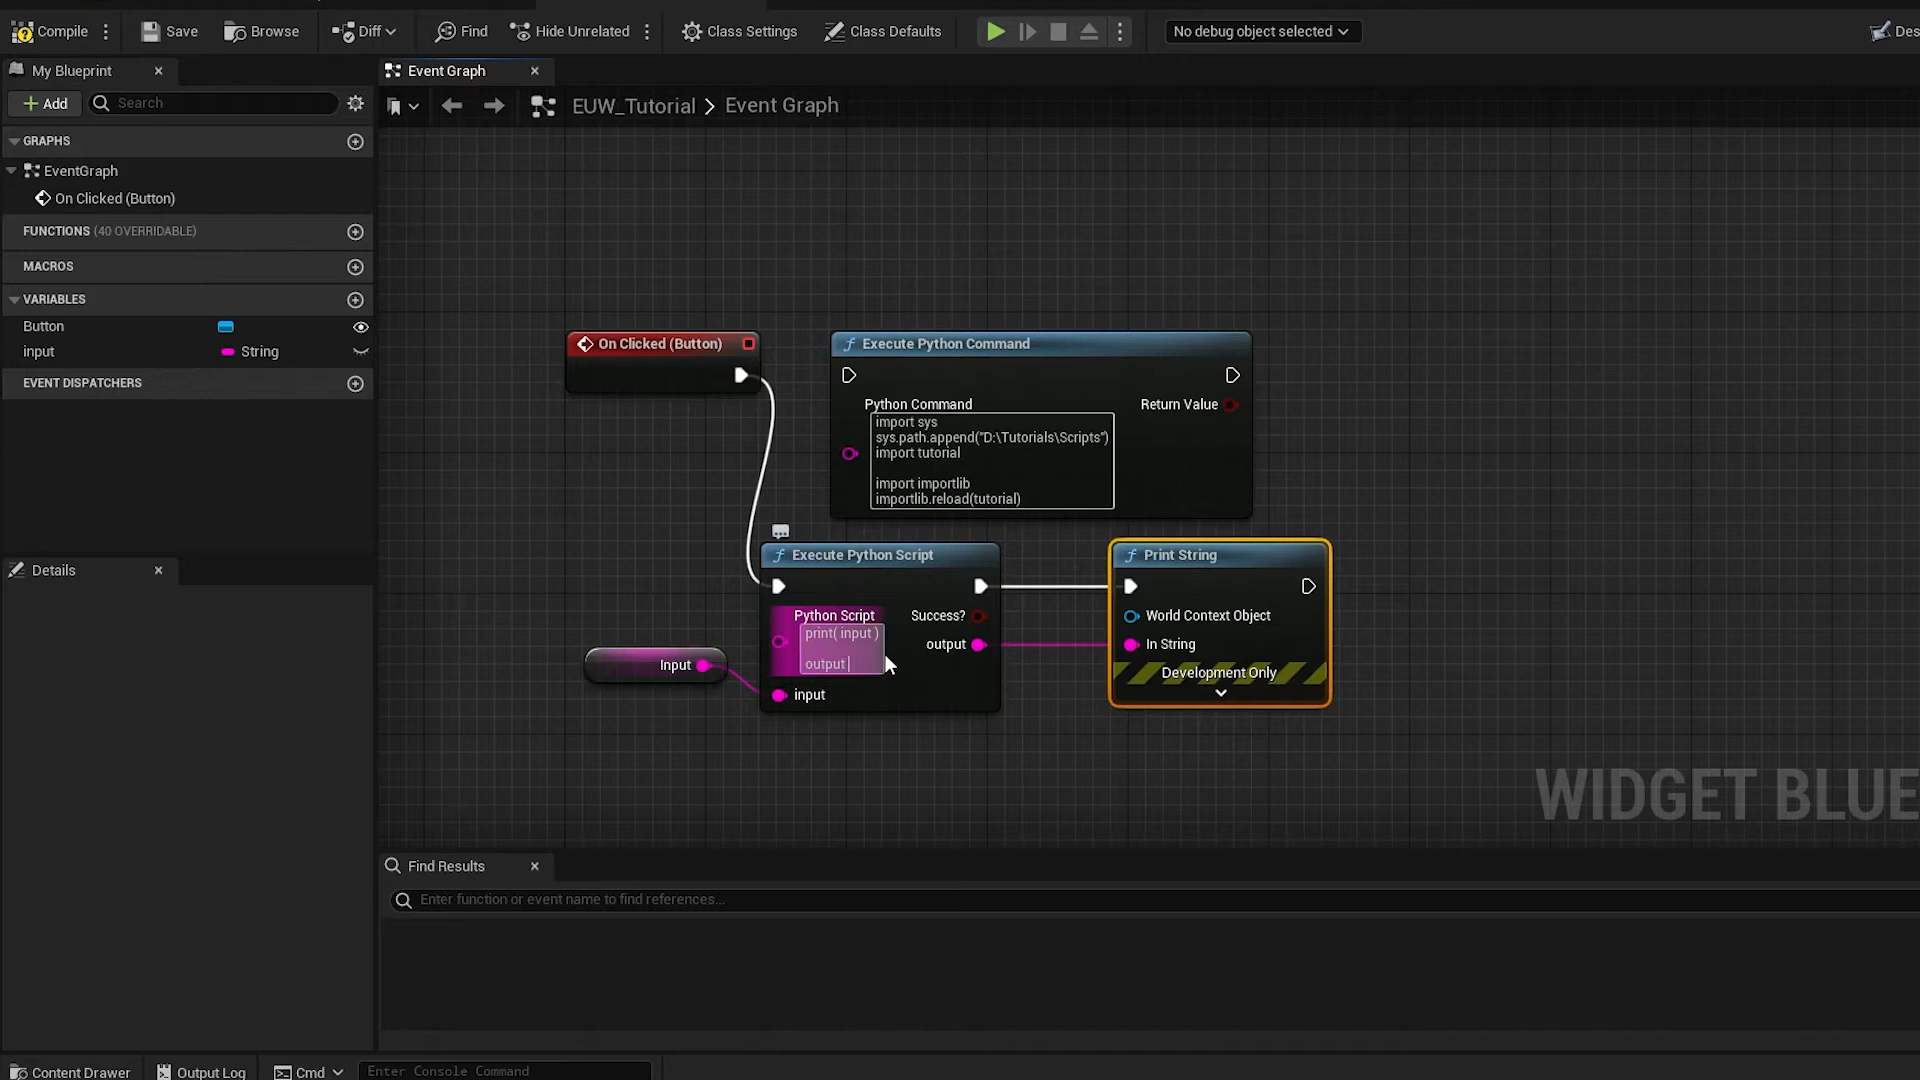 Compile
Save
Browse
Diff
Find
Hide Unrelated
Class Settings
Class Defaults
No debug object selected
Des
My Blueprint
Event Graph
Add
Search
EUW_Tutorial > Event Graph
GRAPHS
EventGraph
On Clicked (Button)
FUNCTIONS (40 OVERRIDABLE)
MACROS
VARIABLES
Button
input
String
EVENT DISPATCHERS
Details
On Clicked (Button)
Execute Python Command
Python Command
Return Value
import sys
sys.path.append("D:\Tutorials\Scripts")
import tutorial
import importlib
importlib.reload(tutorial)
Execute Python Script
Python Script
Success?
print( input )
output
output
input
Input
Print String
World Context Object
In String
Development Only
WIDGET BLUE
Find Results
Enter function or event name to find references...
Content Drawer
Output Log
Cmd
Enter Console Command